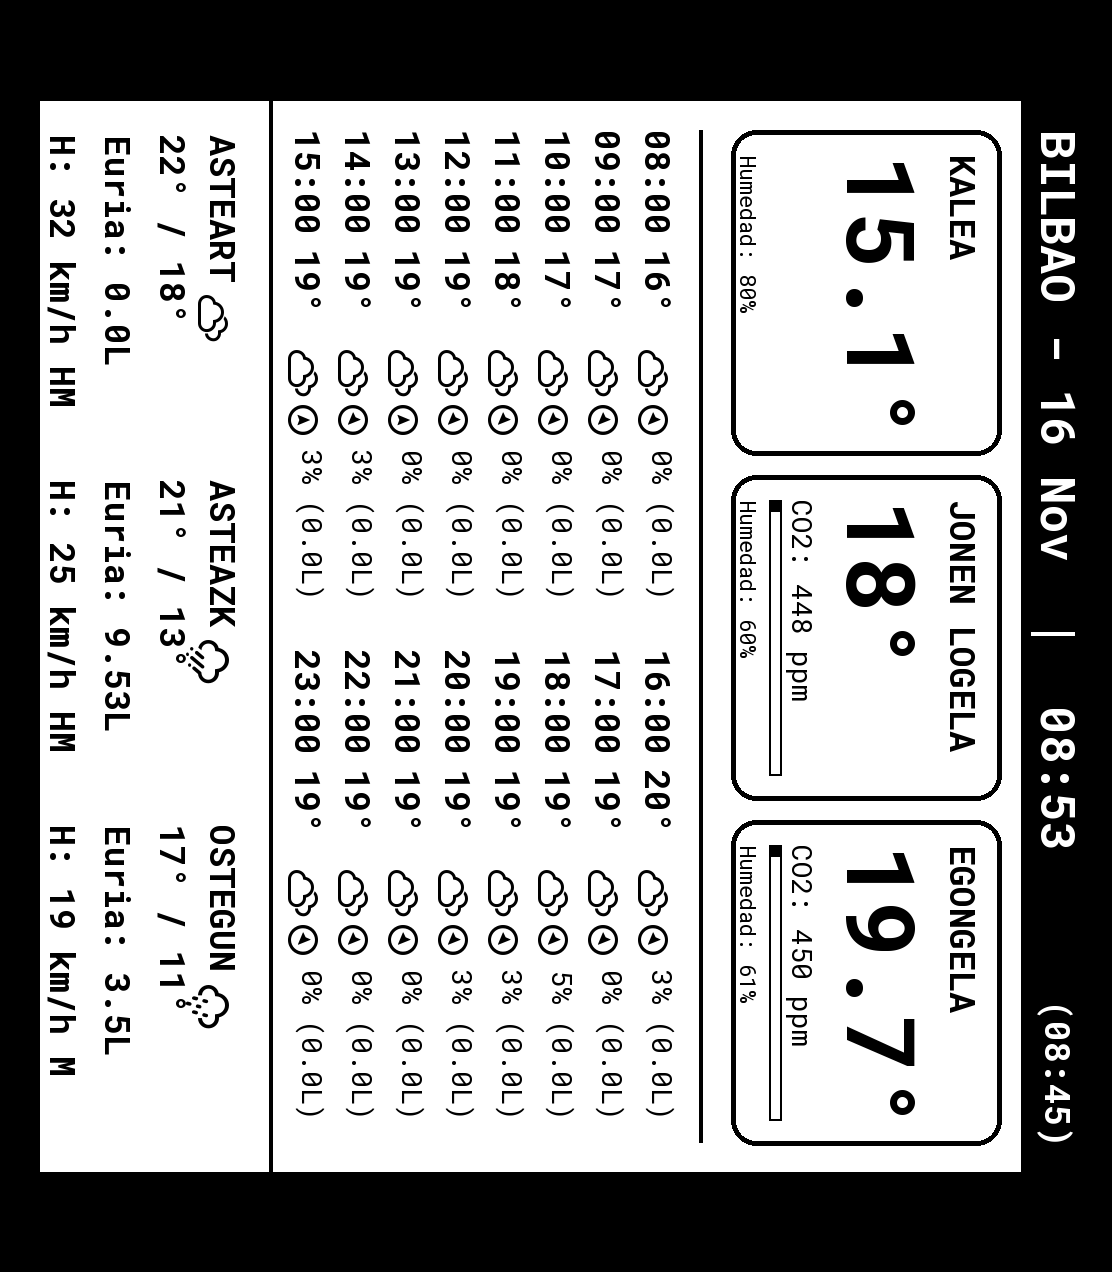 BILBAO - 16 Nov | 08:53 (08:45)
KALEA
15.1°
Humedad: 80%
JONEN LOGELA
18°
CO2: 448 ppm
Humedad: 60%
EGONGELA
19.7°
CO2: 450 ppm
Humedad: 61%
08:00 16° 0% (0.0L)
09:00 17° 0% (0.0L)
10:00 17° 0% (0.0L)
11:00 18° 0% (0.0L)
12:00 19° 0% (0.0L)
13:00 19° 0% (0.0L)
14:00 19° 3% (0.0L)
15:00 19° 3% (0.0L)
16:00 20° 3% (0.0L)
17:00 19° 0% (0.0L)
18:00 19° 5% (0.0L)
19:00 19° 3% (0.0L)
20:00 19° 3% (0.0L)
21:00 19° 0% (0.0L)
22:00 19° 0% (0.0L)
23:00 19° 0% (0.0L)
ASTEART
22° / 18°
Euria: 0.0L
H: 32 km/h HM
ASTEAZK
21° / 13°
Euria: 9.53L
H: 25 km/h HM
OSTEGUN
17° / 11°
Euria: 3.5L
H: 19 km/h M